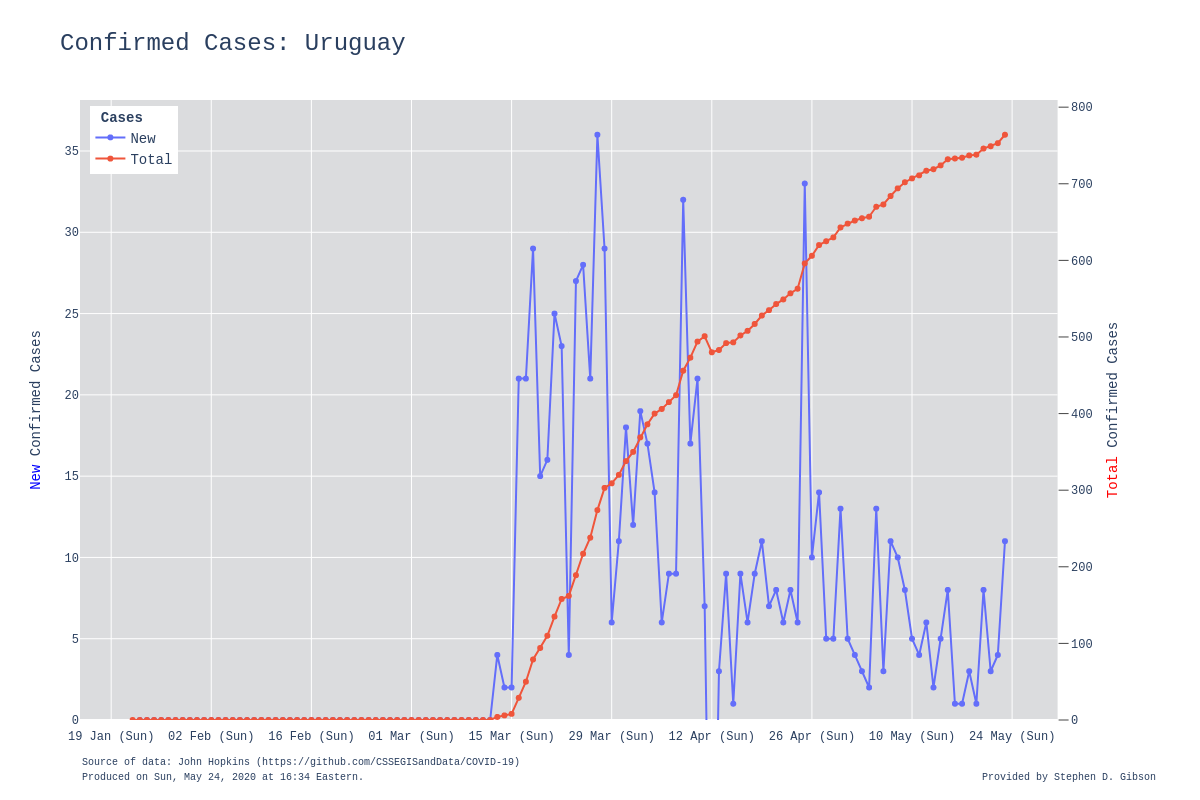 Confirmed Cases: Uruguay
Cases
New
Total
35
30
25
20
15
10
5
0
New Confirmed Cases
800
700
600
500
400
300
200
100
0
Total Confirmed Cases
19 Jan (Sun) 02 Feb (Sun) 16 Feb (Sun) 01 Mar (Sun) 15 Mar (Sun) 29 Mar (Sun) 12 Apr (Sun) 26 Apr (Sun) 10 May (Sun) 24 May (Sun)
Source of data: John Hopkins (https://github.com/CSSEGISandData/COVID-19)
Produced on Sun, May 24, 2020 at 16:34 Eastern.
Provided by Stephen D. Gibson